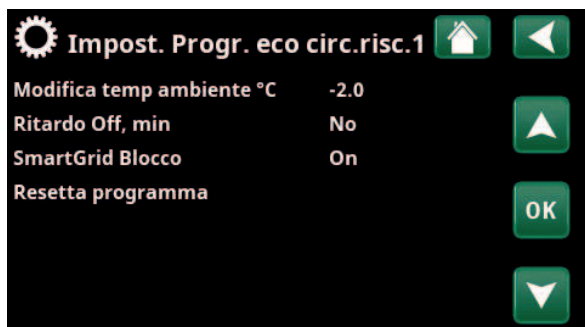 Impost. Progr. eco circ.risc.1
Modifica temp ambiente °C -2.0
Ritardo Off, min No
SmartGrid Blocco On
Resetta programma
OK